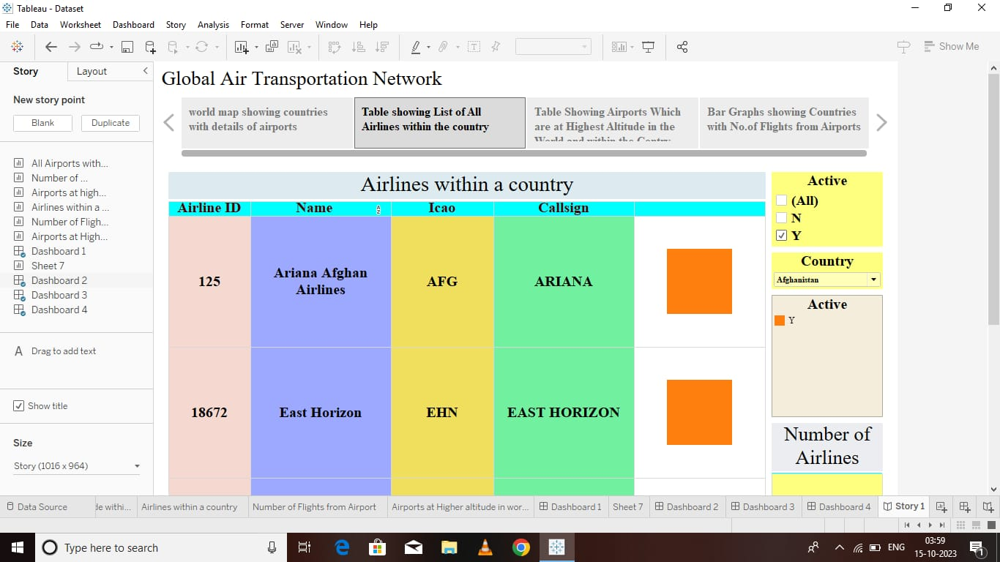 Tableau - Dataset
File Data Worksheet Dashboard Story Analysis Format Server Window Help
Show Me
Story Layout
New story point
Blank Duplicate
All Airports with...
Number of ...
Airports at high...
Airlines within a ...
Number of Fligh...
Airports at High...
Dashboard 1
Sheet 7
Dashboard 2
Dashboard 3
Dashboard 4
A Drag to add text
Show title
Size
Story (1016 x 964)
Global Air Transportation Network
world map showing countries
with details of airports
Table showing List of All
Airlines within the country
Table Showing Airports Which
are at Highest Altitude in the
World and within the Contry
Bar Graphs showing Countries
with No.of Flights from Airports
Airlines within a country
Airline ID Name Icao Callsign
125 Ariana Afghan Airlines AFG ARIANA
18672 East Horizon EHN EAST HORIZON
Active
(All)
N
Y
Country
Afghanistan
Active
Y
Number of
Airlines
Data Source de withi... Airlines within a country Number of Flights from Airport Airports at Higher altitude in wor... Dashboard 1 Sheet 7 Dashboard 2 Dashboard 3 Dashboard 4 Story 1
Type here to search
ENG
03:59
15-10-2023
1